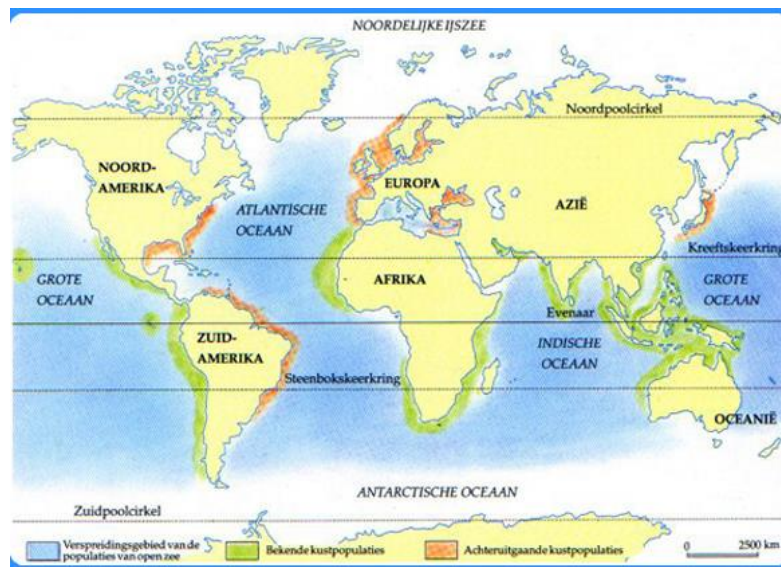 NOORDELIJKE IJSZEE
Noordpoolcirkel
NOORD-
AMERIKA
EUROPA
AZIË
ATLANTISCHE
OCEAAN
Kreeftskeerkring
GROTE
OCEAAN
AFRIKA
GROTE
OCEAAN
Evenaar
ZUID-
AMERIKA
INDISCHE
OCEAAN
Steenbokskeerkring
OCEANIË
ANTARCTISCHE OCEAAN
Zuidpoolcirkel
Verspreidingsgebied van de
populaties van open zee
Bekende kustpopulaties
Achteruitgaande kustpopulaties
0 2500 km